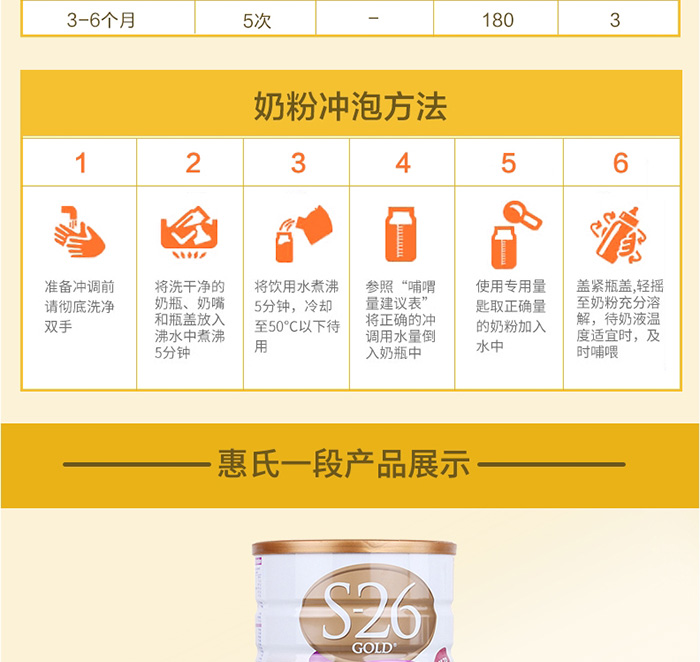 3-6个月 5次 - 180 3
奶粉冲泡方法
1 2 3 4 5 6
准备冲调前
请彻底洗净
双手
将洗干净的
奶瓶、奶嘴
和瓶盖放入
沸水中煮沸
5分钟
将饮用水煮沸
5分钟，冷却
至50℃以下待
用
参照“哺喂
量建议表”
将正确的冲
调用水量倒
入奶瓶中
使用专用量
匙取正确量
的奶粉加入
水中
盖紧瓶盖,轻摇
至奶粉充分溶
解，待奶液温
度适宜时，及
时哺喂
惠氏一段产品展示
S-26
GOLD®